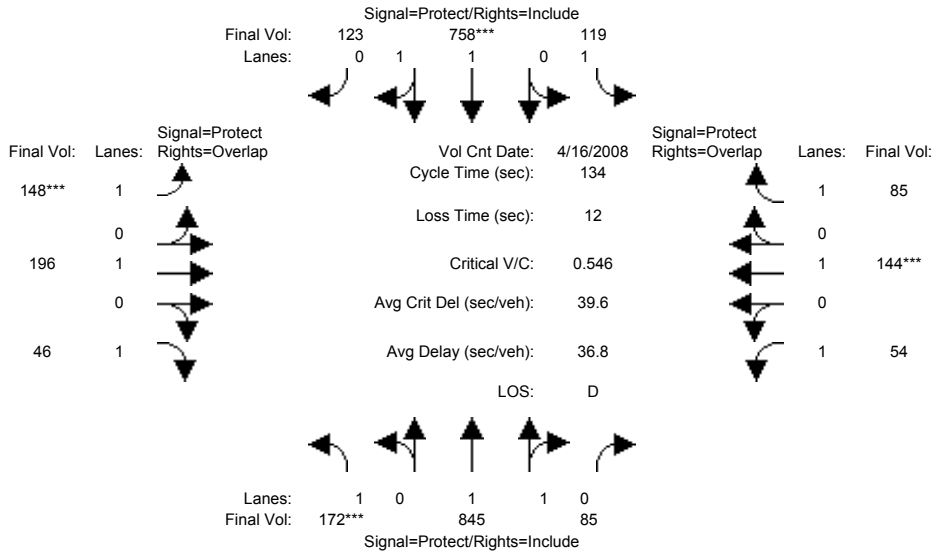 Signal=Protect/Rights=Include
Final Vol: 123 758*** 119
Lanes: 0 1 1 0 1
Signal=Protect Signal=Protect
Final Vol: Lanes: Rights=Overlap Vol Cnt Date: 4/16/2008 Rights=Overlap Lanes: Final Vol:
Cycle Time (sec): 134
148*** 1 1 85
Loss Time (sec): 12
0 0
196 1 Critical V/C: 0.546 1 144***
0 Avg Crit Del (sec/veh): 39.6 0
46 1 Avg Delay (sec/veh): 36.8 1 54
LOS: D
Lanes: 1 0 1 1 0
Final Vol: 172*** 845 85
Signal=Protect/Rights=Include